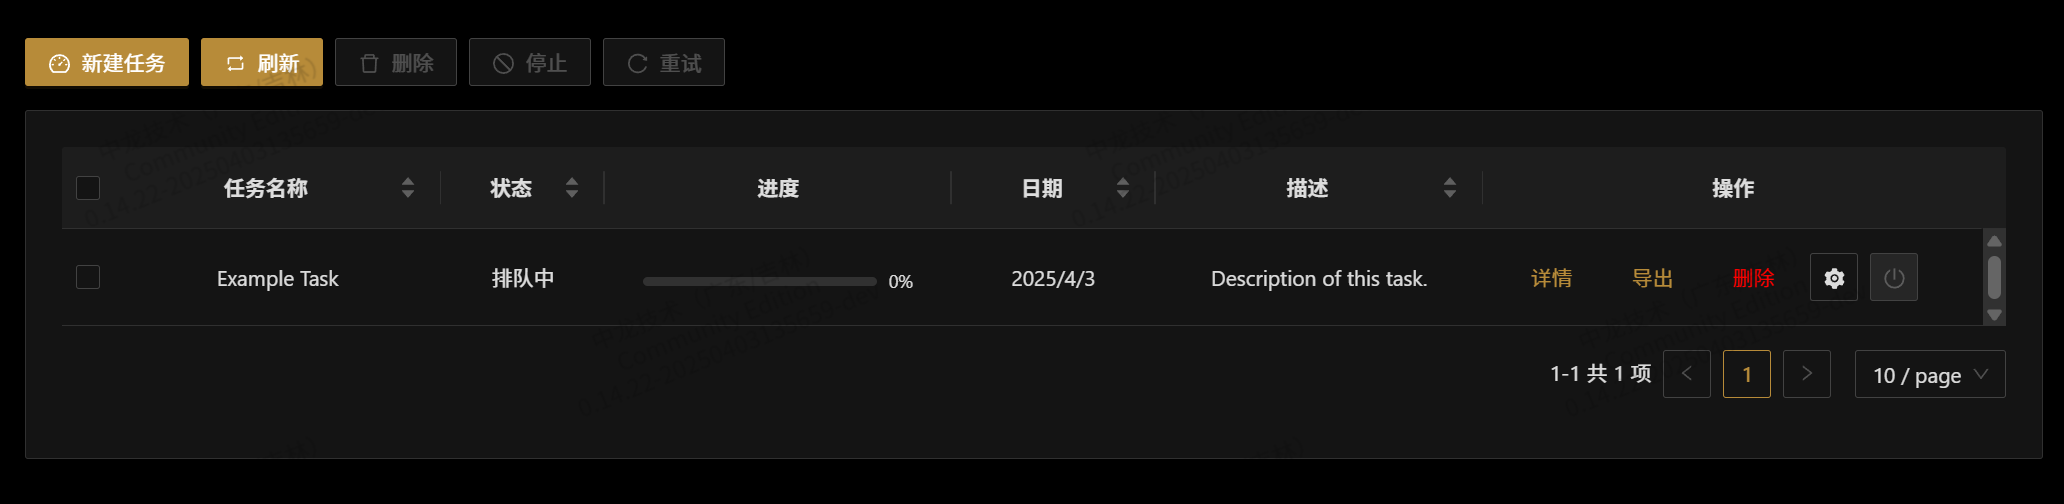 新建任务 刷新 删除 停止 重试
任务名称 状态 进度 日期 描述 操作
Example Task 排队中 0% 2025/4/3 Description of this task. 详情 导出 删除
1-1 共 1 项 1 10 / page
Community Edition